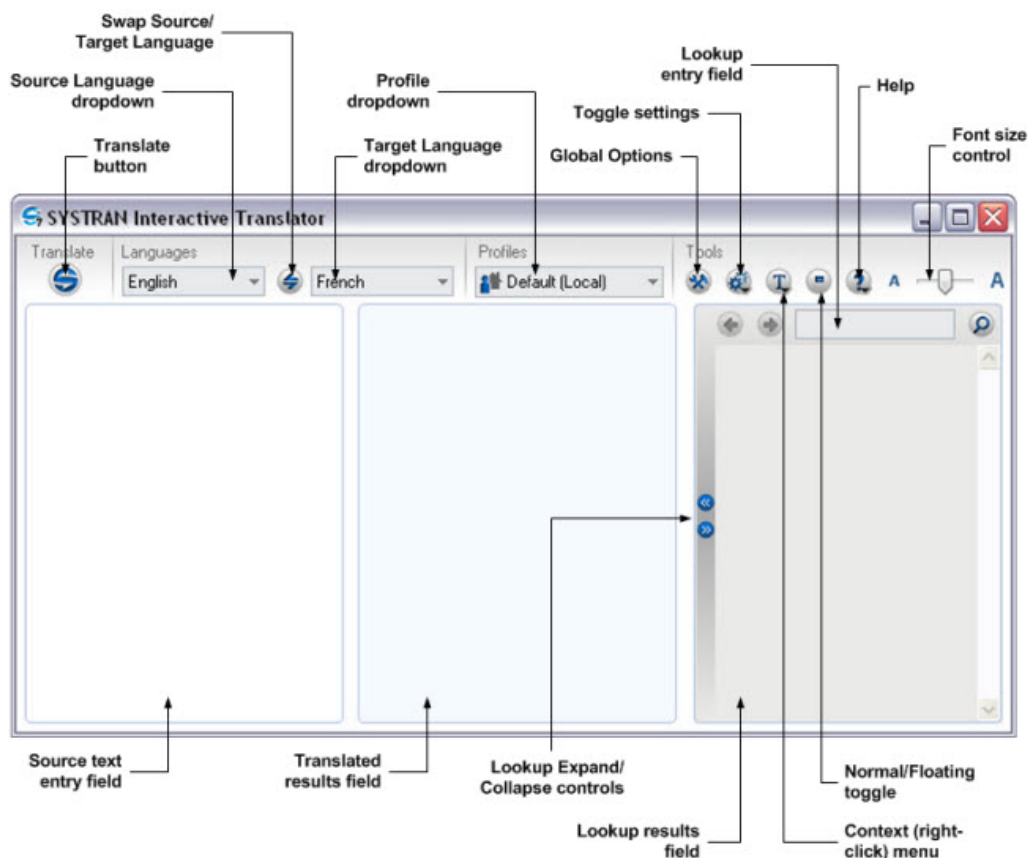 Swap Source/
Target Language
Source Language
dropdown
Translate
button
Profile
dropdown
Target Language
dropdown
Lookup
entry field
Toggle settings
Global Options
Help
Font size
control
SYSTRAN Interactive Translator
Translate
Languages
Profiles
Tools
English
French
Default (Local)
T
?
A
A
Source text
entry field
Translated
results field
Lookup Expand/
Collapse controls
Normal/Floating
toggle
Lookup results
field
Context (right-
click) menu